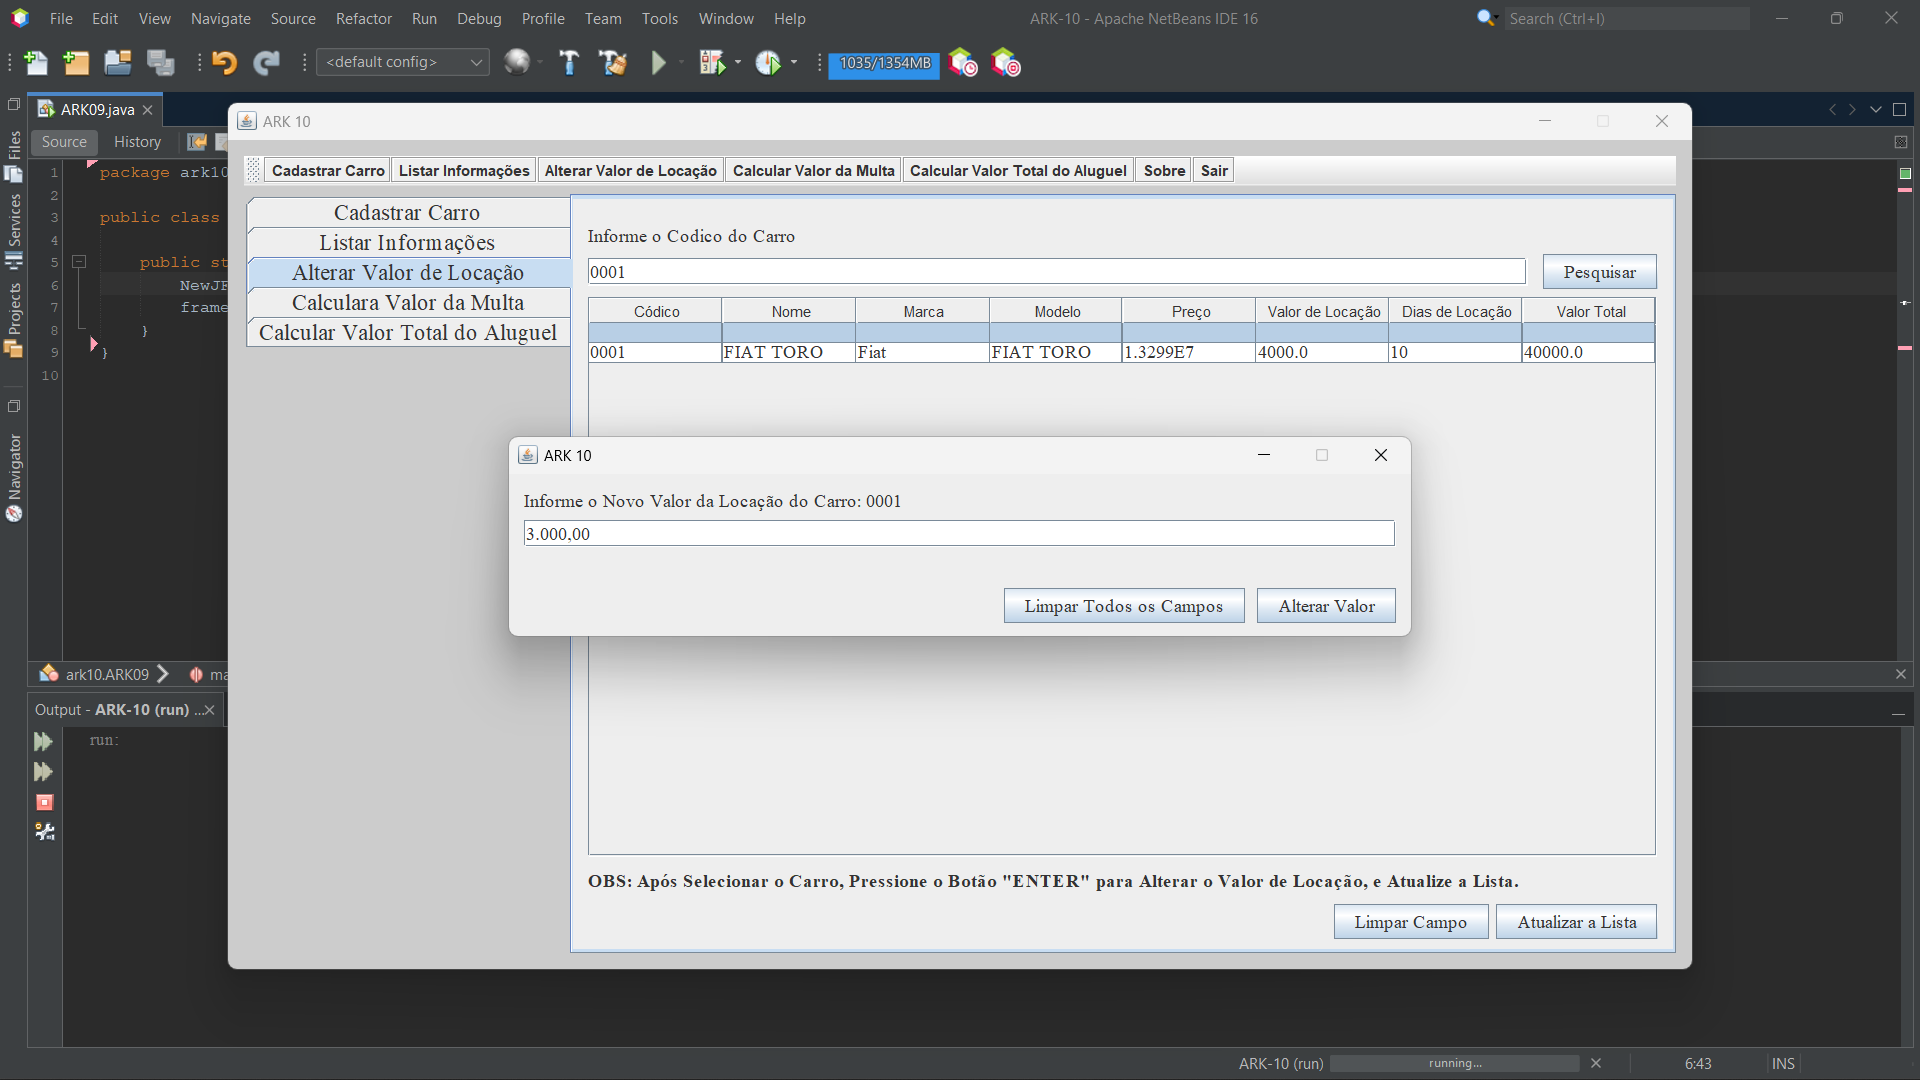 File Edit View Navigate Source Refactor Run Debug Profile Team Tools Window Help
ARK-10 - Apache NetBeans IDE 16
Search (Ctrl+I)
<default config>
1035/1354MB
ARK09.java
Source History
Files
Services
Projects
Navigator
1 package ark10
2
3 public class
4
5 public st
6 NewJF
7 frame
8 }
9 }
10
ARK 10
Cadastrar Carro Listar Informações Alterar Valor de Locação Calcular Valor da Multa Calcular Valor Total do Aluguel Sobre Sair
Cadastrar Carro
Listar Informações
Alterar Valor de Locação
Calculara Valor da Multa
Calcular Valor Total do Aluguel
Informe o Codico do Carro
0001
Pesquisar
Códico Nome Marca Modelo Preço Valor de Locação Dias de Locação Valor Total
0001 FIAT TORO Fiat FIAT TORO 1.3299E7 4000.0 10 40000.0
ARK 10
Informe o Novo Valor da Locação do Carro: 0001
3.000,00
Limpar Todos os Campos Alterar Valor
OBS: Após Selecionar o Carro, Pressione o Botão "ENTER" para Alterar o Valor de Locação, e Atualize a Lista.
Limpar Campo Atualizar a Lista
ark10.ARK09 ma
Output - ARK-10 (run) ...
run:
ARK-10 (run) running... 6:43 INS